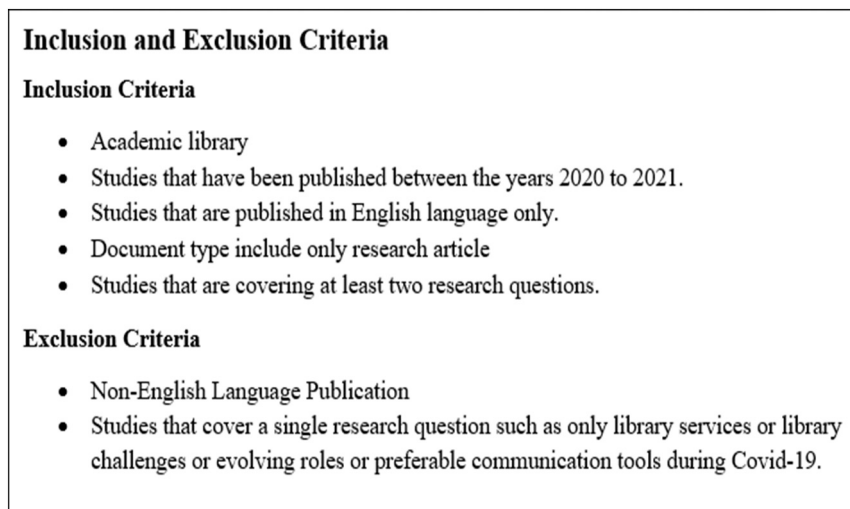 Inclusion and Exclusion Criteria
Inclusion Criteria
• Academic library
• Studies that have been published between the years 2020 to 2021.
• Studies that are published in English language only.
• Document type include only research article
• Studies that are covering at least two research questions.
Exclusion Criteria
• Non-English Language Publication
• Studies that cover a single research question such as only library services or library
challenges or evolving roles or preferable communication tools during Covid-19.